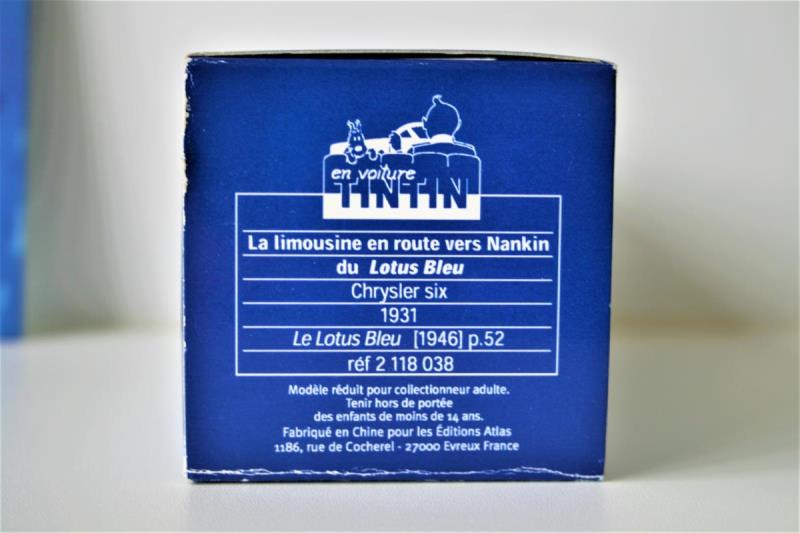 en voiture
TINTIN
La limousine en route vers Nankin
du Lotus Bleu
Chrysler six
1931
Le Lotus Bleu [1946] p.52
réf 2 118 038
Modèle réduit pour collectionneur adulte.
Tenir hors de portée
des enfants de moins de 14 ans.
Fabriqué en Chine pour les Éditions Atlas
1186, rue de Cocherel - 27000 Evreux France